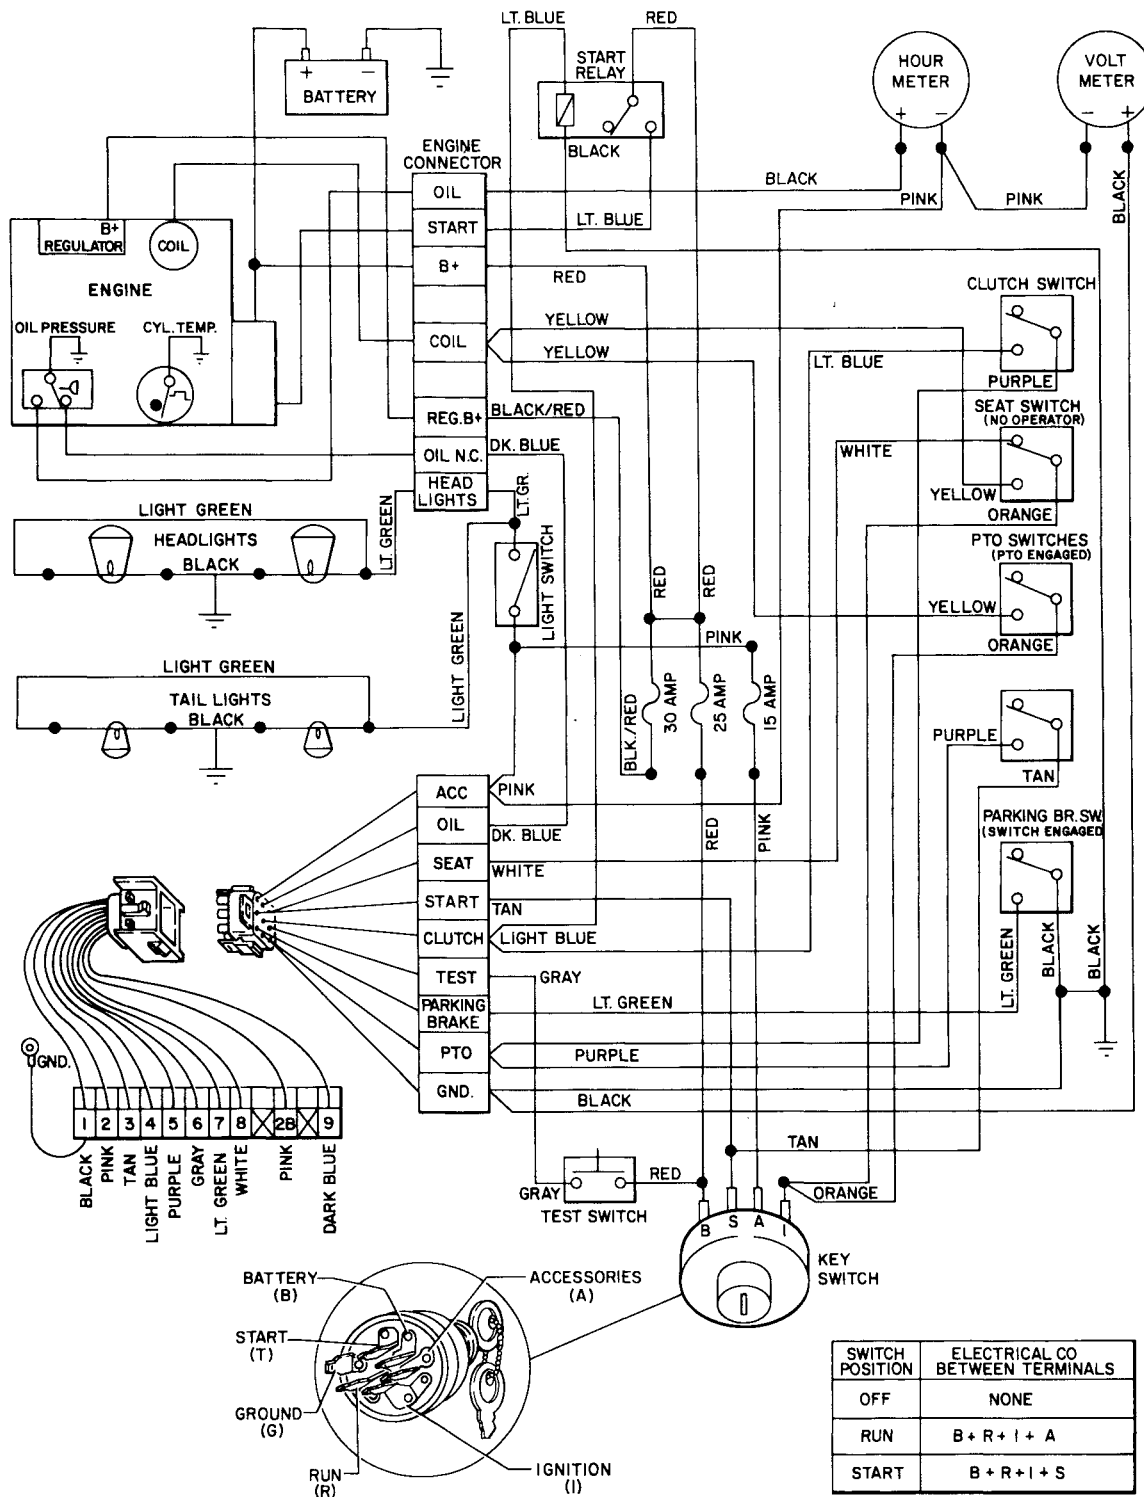 LT. BLUE
RED
START
RELAY
HOUR
METER
+ −
VOLT
METER
− +
+ −
BATTERY
BLACK
ENGINE
CONNECTOR
OIL
START
B+
COIL
REG.B+
OIL N.C.
HEAD
LIGHTS
BLACK
PINK
PINK
BLACK
LT. BLUE
RED
YELLOW
YELLOW
BLACK/RED
DK. BLUE
LT.GR.
B+
REGULATOR
COIL
ENGINE
OIL PRESSURE
CYL. TEMP.
CLUTCH SWITCH
LT. BLUE
PURPLE
SEAT SWITCH
(NO OPERATOR)
WHITE
YELLOW
ORANGE
PTO SWITCHES
(PTO ENGAGED)
YELLOW
ORANGE
PURPLE
TAN
PARKING BR.SW.
(SWITCH ENGAGED
LT. GREEN
BLACK
BLACK
LIGHT GREEN
HEADLIGHTS
BLACK
LT. GREEN
LIGHT SWITCH
LIGHT GREEN
LIGHT GREEN
TAIL LIGHTS
BLACK
RED
RED
PINK
30 AMP
25 AMP
15 AMP
BLK./RED
RED
PINK
ACC
OIL
SEAT
START
CLUTCH
TEST
PARKING
BRAKE
PTO
GND.
PINK
DK. BLUE
WHITE
TAN
LIGHT BLUE
GRAY
LT. GREEN
PURPLE
BLACK
GND.
1 2 3 4 5 6 7 8 2B 9
BLACK
PINK
TAN
LIGHT BLUE
PURPLE
GRAY
LT. GREEN
WHITE
PINK
DARK BLUE
TAN
GRAY
RED
TEST SWITCH
ORANGE
B S A I
KEY
SWITCH
BATTERY
(B)
ACCESSORIES
(A)
START
(T)
GROUND
(G)
RUN
(R)
IGNITION
(I)
SWITCH
POSITION
ELECTRICAL CO
BETWEEN TERMINALS
OFF NONE
RUN B + R + I + A
START B + R + I + S